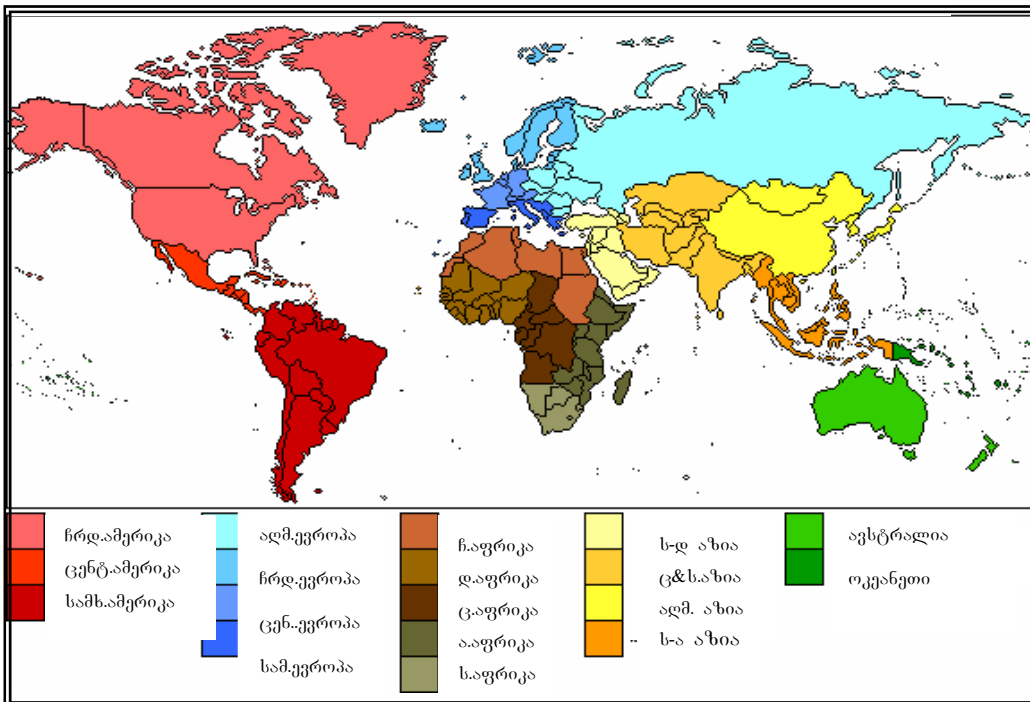 ჩრდ.ამერიკა
ცენტ.ამერიკა
სამხ.ამერიკა
აღმ.ევროპა
ჩრდ.ევროპა
ცენ..ევროპა
სამ.ევროპა
ჩ.აფრიკა
დ.აფრიკა
ც.აფრიკა
ა.აფრიკა
ს.აფრიკა
ს-დ აზია
ც&ს.აზია
აღმ. აზია
ს-ა აზია
ავსტრალია
ოკეანეთი